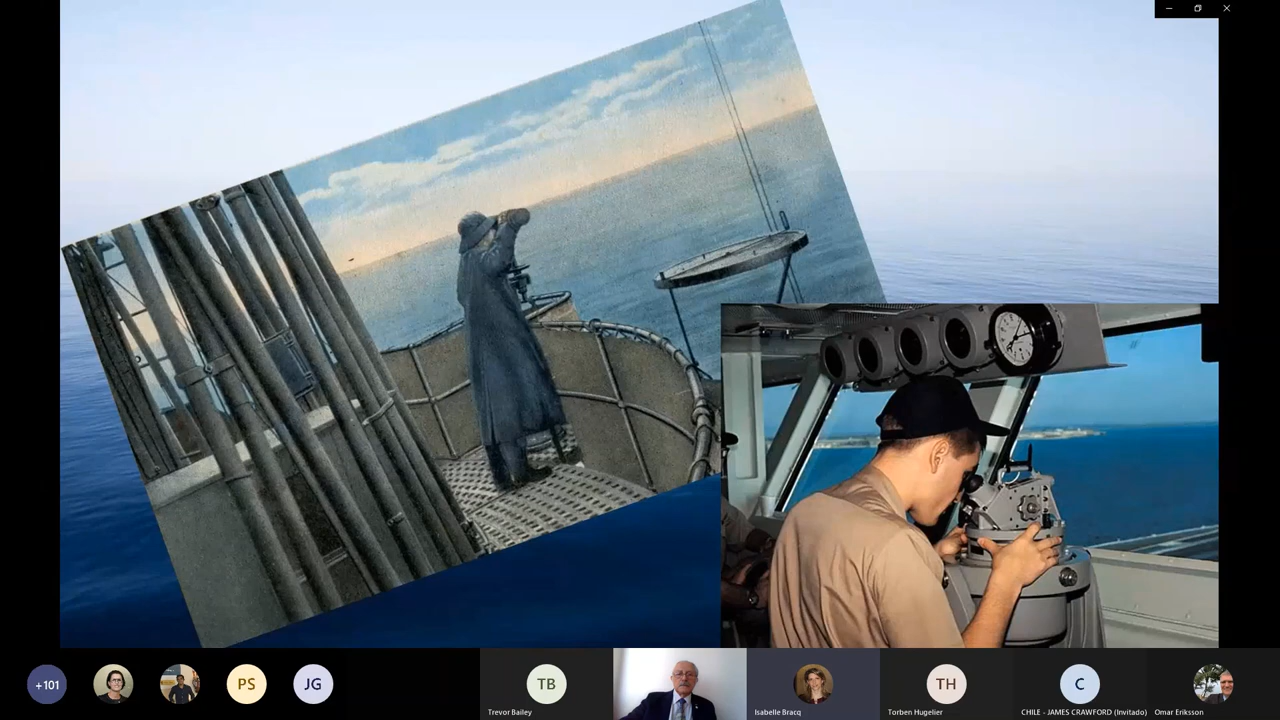 +101
PS
JG
TB
Trevor Bailey
Isabelle Bracq
TH
Torben Hugelier
C
CHILE - JAMES CRAWFORD (Invitado)
Omar Eriksson